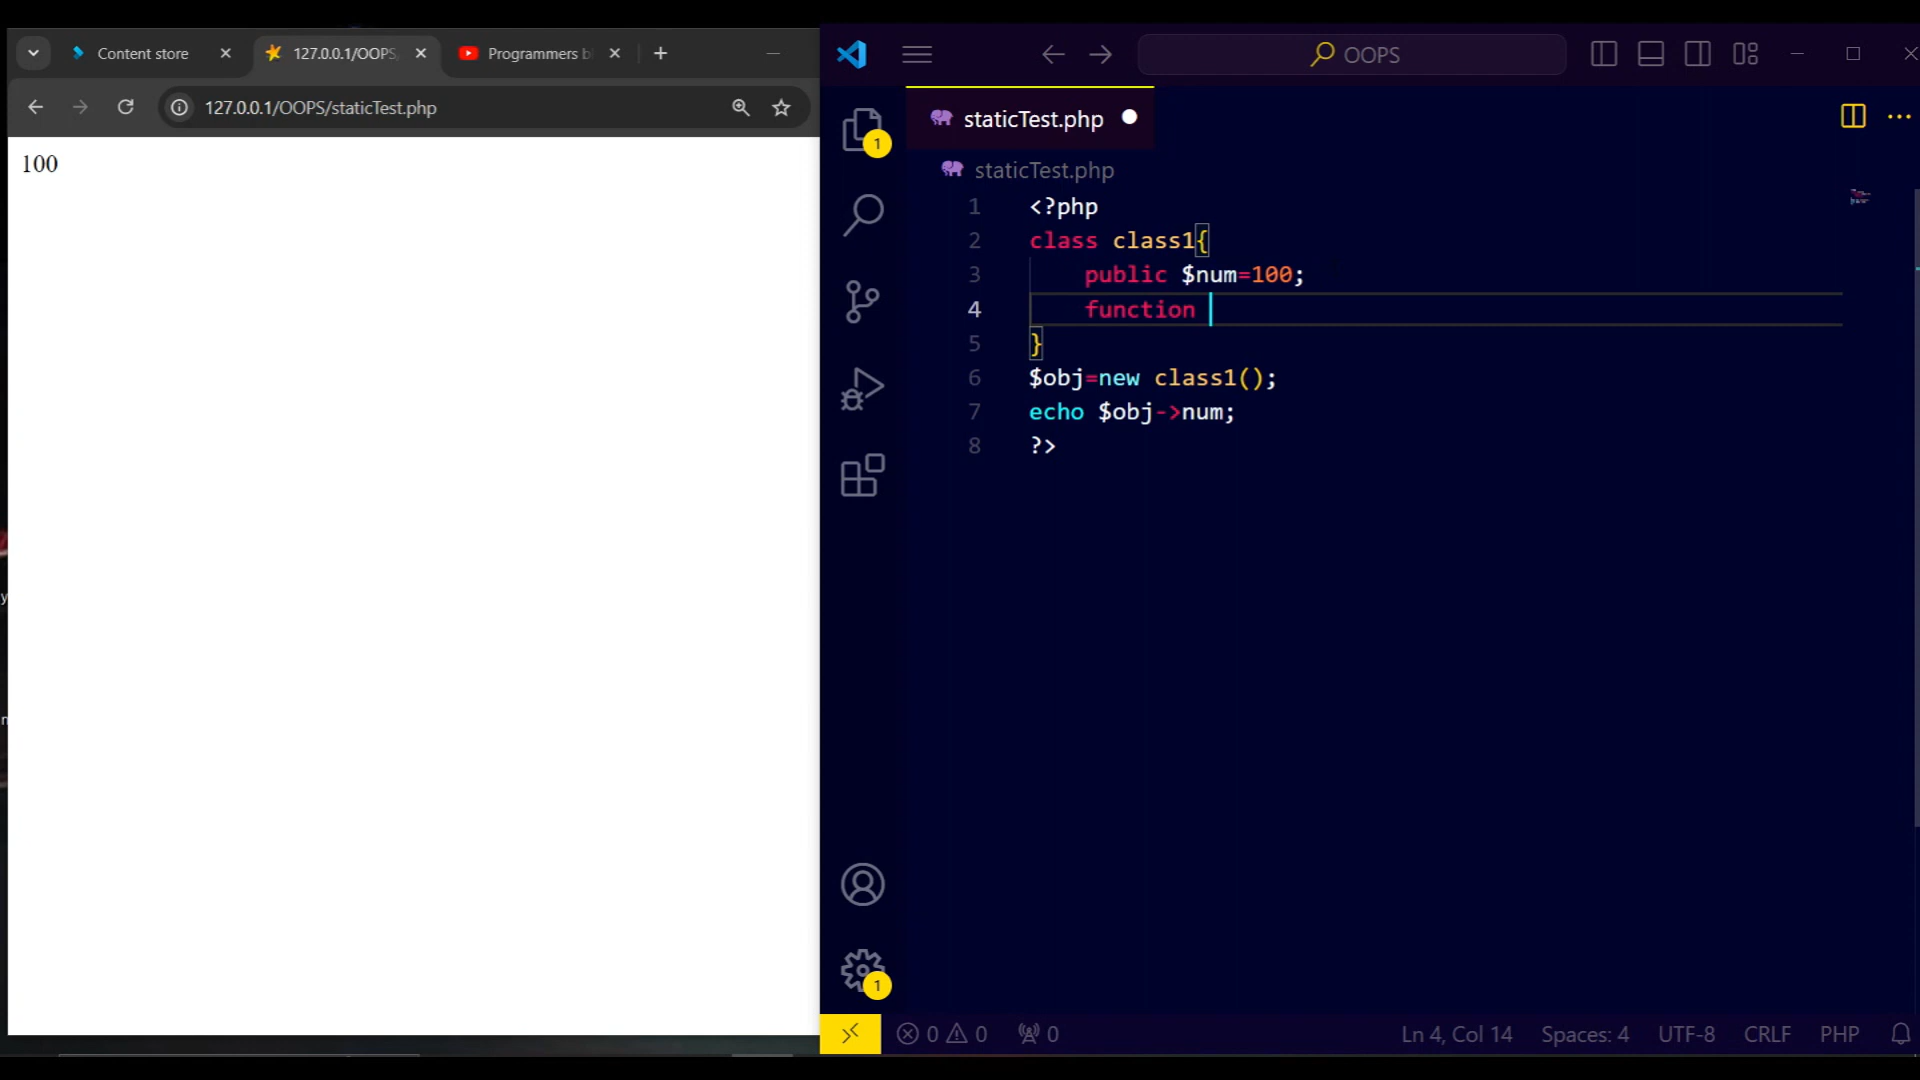 Content store
127.0.0.1/OOPS
Programmers b
127.0.0.1/OOPS/staticTest.php
100
y
n
OOPS
staticTest.php
1
staticTest.php
1 <?php
2 class class1{
3 public $num=100;
4 function
5 }
6 $obj=new class1();
7 echo $obj->num;
8 ?>
1
0 0 0
Ln 4, Col 14 Spaces: 4 UTF-8 CRLF PHP